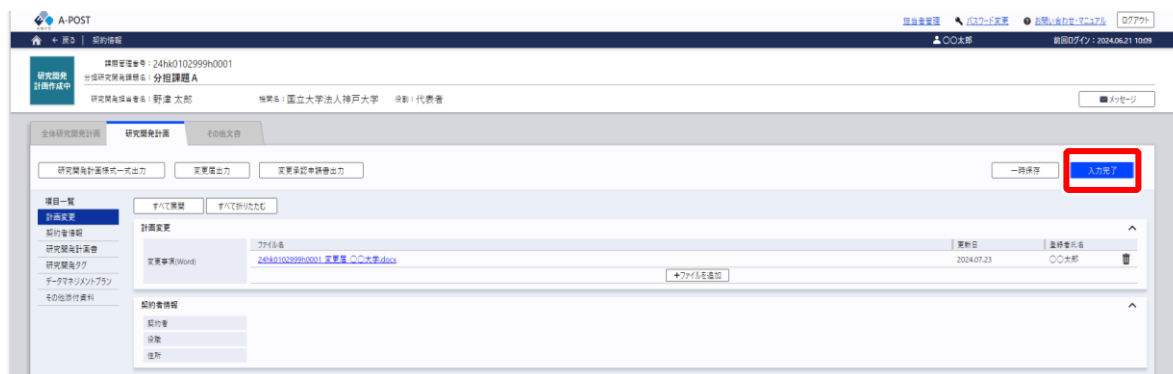 A-POST 担当者管理 パスワード変更 お問い合わせ・マニュアル ログアウト
← 戻る | 契約情報 〇〇太郎 前回ログイン：2024.06.21 10:09
研究開発
計画作成中
課題管理番号：24hk0102999h0001
分担研究開発課題名：分担課題A
研究開発担当者名：野津 太郎 機関名：国立大学法人神戸大学 役割：代表者 メッセージ
全体研究開発計画 研究開発計画 その他文書
研究開発計画様式一式出力 変更届出力 変更承認申請書出力 一時保存 入力完了
項目一覧
計画変更
契約者情報
研究開発計画書
研究開発タグ
データマネジメントプラン
その他添付資料
すべて展開 すべて折りたたむ
計画変更
ファイル名 更新日 登録者氏名
変更事項(Word) 24hk0102999h0001_変更届_〇〇大学.docx 2024.07.23 〇〇太郎
+ファイルを追加
契約者情報
契約者
役職
住所